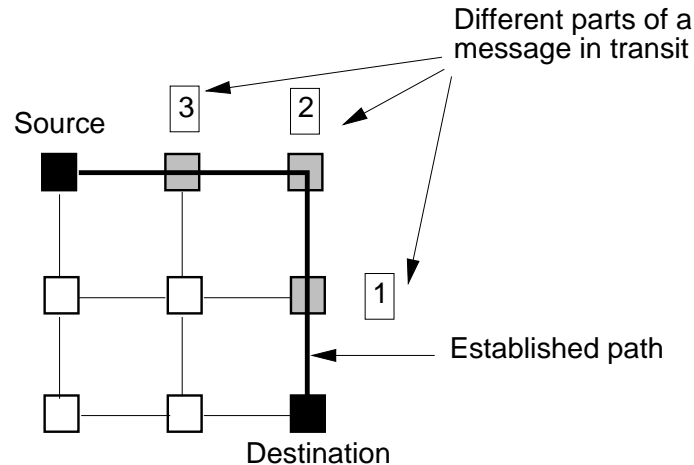 Different parts of a
message in transit
3
2
Source
1
Established path
Destination